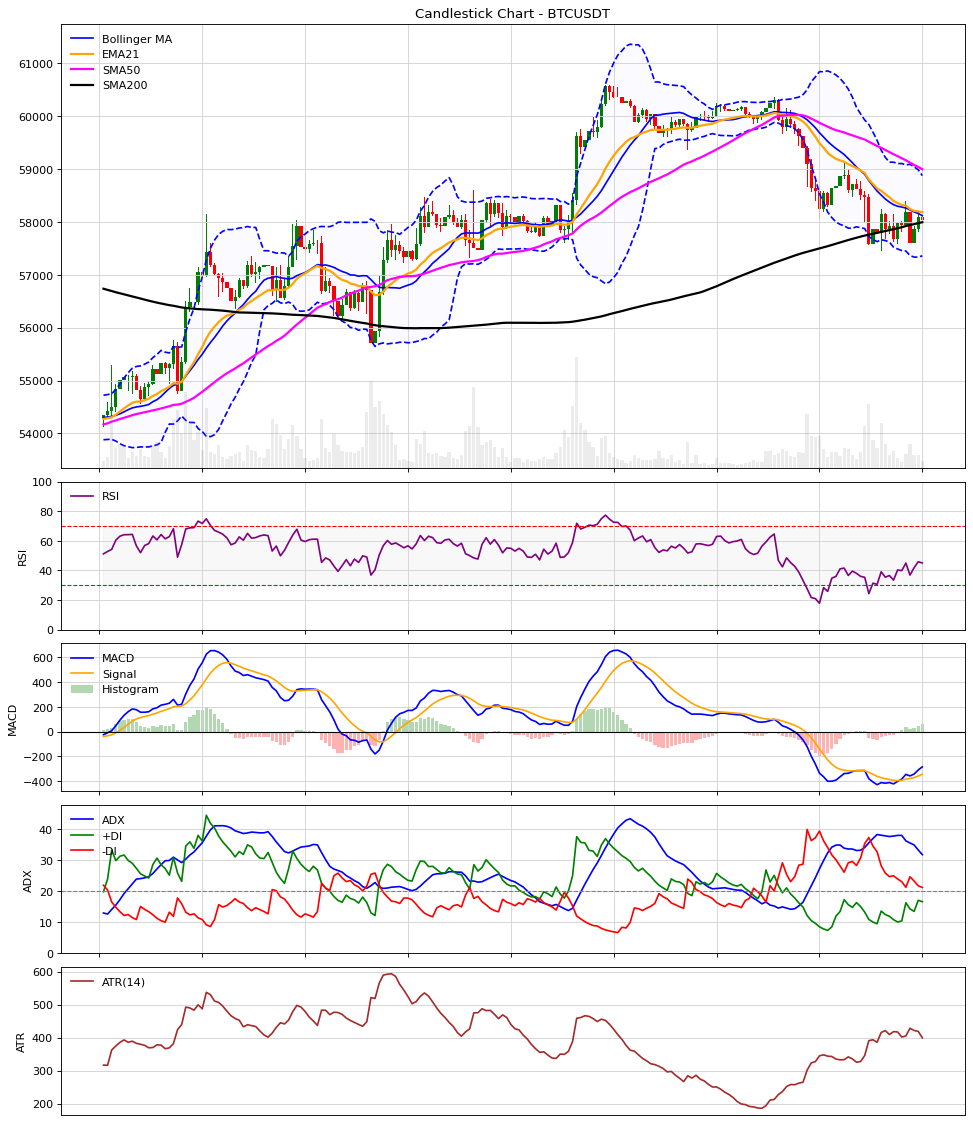 Candlestick Chart - BTCUSDT
Bollinger MA
EMA21
SMA50
SMA200
61000
60000
59000
58000
57000
56000
55000
54000
RSI
100
80
60
40
20
0
RSI
MACD
Signal
Histogram
600
400
200
0
−200
−400
MACD
ADX
+DI
-DI
40
30
20
10
0
ADX
ATR(14)
600
500
400
300
200
ATR